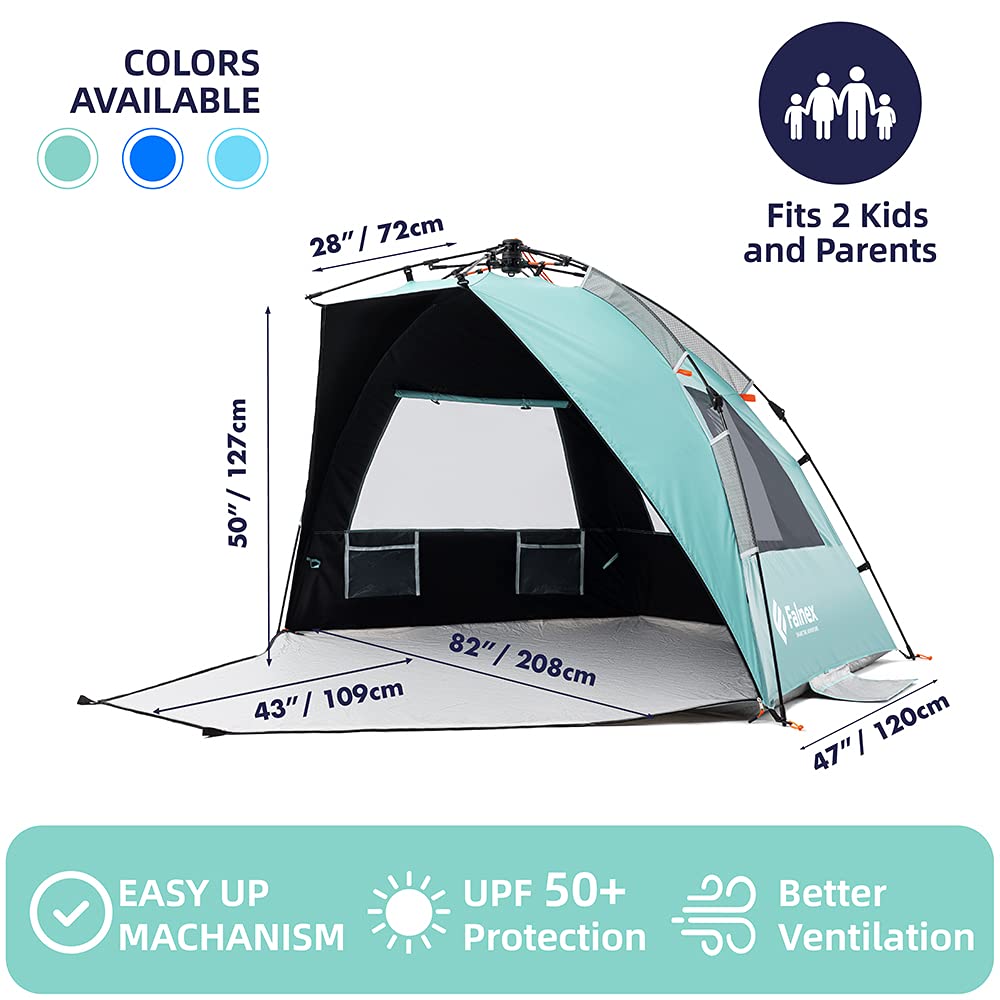 COLORS
AVAILABLE
Fits 2 Kids
and Parents
28″ / 72cm
50″ / 127cm
82″ / 208cm
43″ / 109cm
47″ / 120cm
Falnex
EASY UP
MACHANISM
UPF 50+
Protection
Better
Ventilation